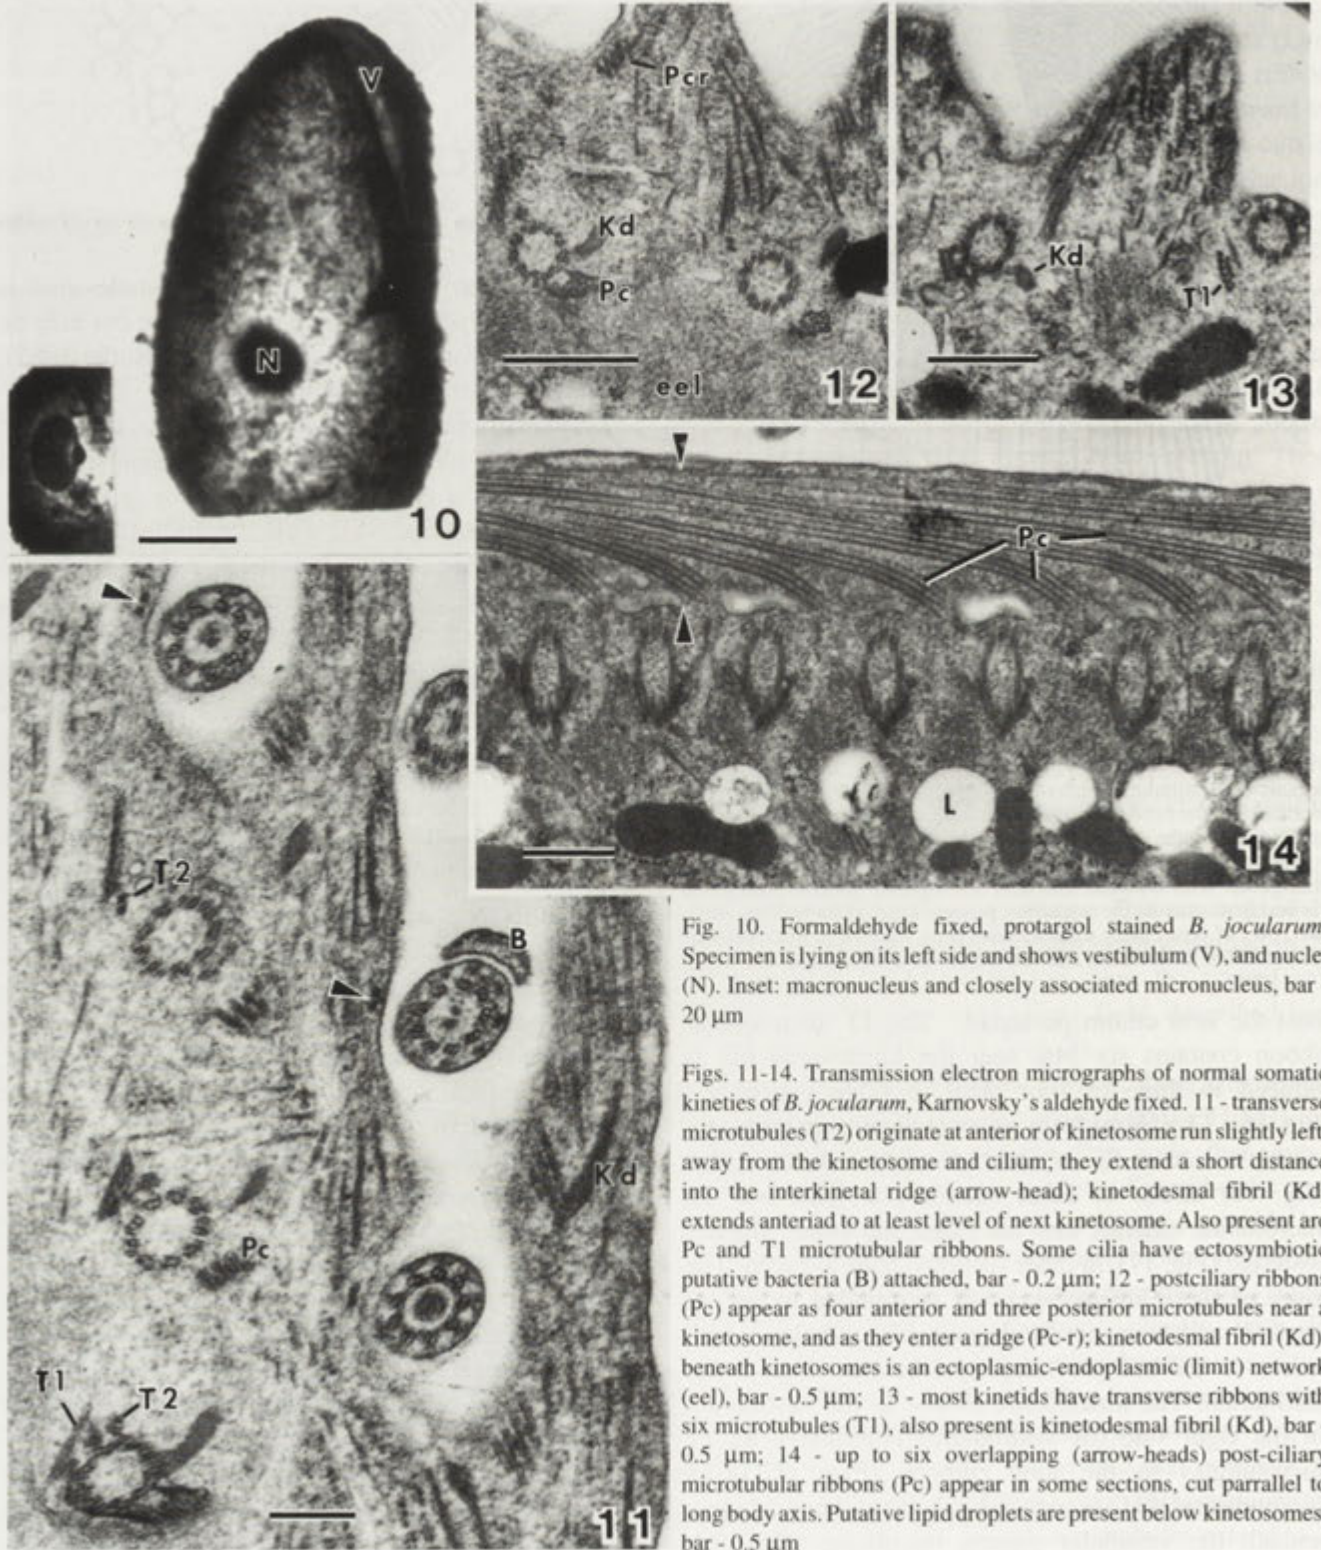 V
N
10
Pcr
Kd
Pc
eel
12
Kd
T1
13
Pc
L
14
T2
B
Kd
Pc
T1
T2
11
Fig. 10. Formaldehyde fixed, protargol stained B. jocularum
Specimen is lying on its left side and shows vestibulum (V), and nucle
(N). Inset: macronucleus and closely associated micronucleus, bar
20 µm
Figs. 11-14. Transmission electron micrographs of normal somatic
kineties of B. jocularum, Karnovsky's aldehyde fixed. 11 - transverse
microtubules (T2) originate at anterior of kinetosome run slightly left
away from the kinetosome and cilium; they extend a short distance
into the interkinetal ridge (arrow-head); kinetodesmal fibril (Kd
extends anteriad to at least level of next kinetosome. Also present are
Pc and T1 microtubular ribbons. Some cilia have ectosymbiotic
putative bacteria (B) attached, bar - 0.2 µm; 12 - postciliary ribbons
(Pc) appear as four anterior and three posterior microtubules near a
kinetosome, and as they enter a ridge (Pc-r); kinetodesmal fibril (Kd)
beneath kinetosomes is an ectoplasmic-endoplasmic (limit) network
(eel), bar - 0.5 µm; 13 - most kinetids have transverse ribbons with
six microtubules (T1), also present is kinetodesmal fibril (Kd), bar
0.5 µm; 14 - up to six overlapping (arrow-heads) post-ciliary
microtubular ribbons (Pc) appear in some sections, cut parrallel to
long body axis. Putative lipid droplets are present below kinetosomes
bar - 0.5 µm